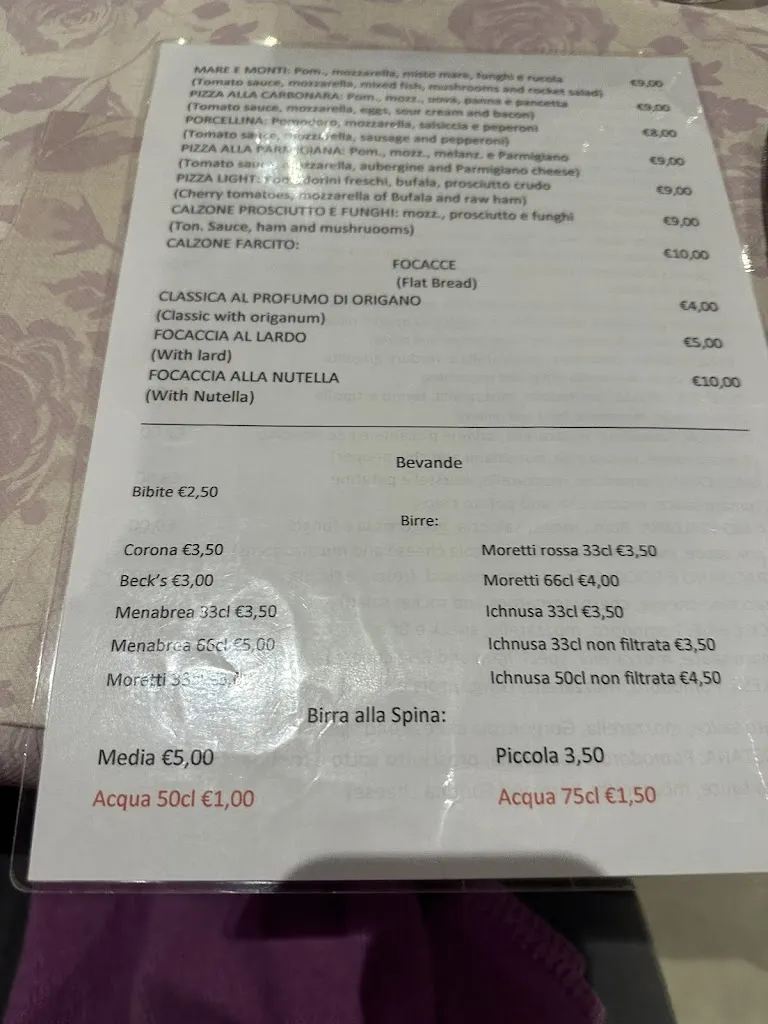 MARE E MONTI: Pom., mozzarella, misto mare, funghi e rucola €9,00
(Tomato sauce, mozzarella, mixed fish, mushrooms and rocket salad)
PIZZA ALLA CARBONARA: Pom., mozz., uova, panna e pancetta €9,00
(Tomato sauce, mozzarella, eggs, sour cream and bacon)
PORCELLINA: Pomodoro, mozzarella, salsiccia e peperoni €8,00
(Tomato sauce, mozzarella, sausage and pepperoni)
PIZZA ALLA PARMIGIANA: Pom., mozz., melanz. e Parmigiano €9,00
(Tomato sauce, mozzarella, aubergine and Parmigiano cheese)
PIZZA LIGHT: Pomodorini freschi, bufala, prosciutto crudo €9,00
(Cherry tomatoes, mozzarella of Bufala and raw ham)
CALZONE PROSCIUTTO E FUNGHI: mozz., prosciutto e funghi €9,00
(Ton. Sauce, ham and mushruooms)
CALZONE FARCITO: €10,00
FOCACCE
(Flat Bread)
CLASSICA AL PROFUMO DI ORIGANO €4,00
(Classic with origanum)
FOCACCIA AL LARDO €5,00
(With lard)
FOCACCIA ALLA NUTELLA €10,00
(With Nutella)
Bevande
Bibite €2,50
Birre:
Corona €3,50 Moretti rossa 33cl €3,50
Beck's €3,00 Moretti 66cl €4,00
Menabrea 33cl €3,50 Ichnusa 33cl €3,50
Menabrea 66cl €5,00 Ichnusa 33cl non filtrata €3,50
Moretti Ichnusa 50cl non filtrata €4,50
Birra alla Spina:
Media €5,00 Piccola 3,50
Acqua 50cl €1,00 Acqua 75cl €1,50